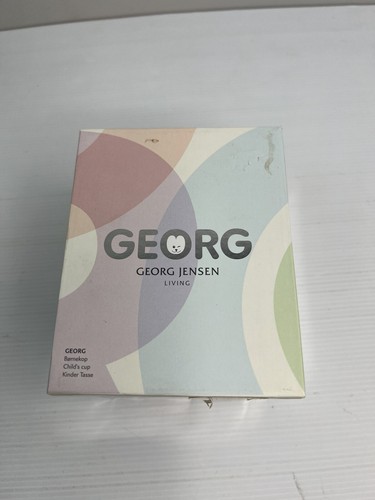 GEORG
GEORG JENSEN
LIVING
GEORG
Børnekop
Child's cup
Kinder Tasse